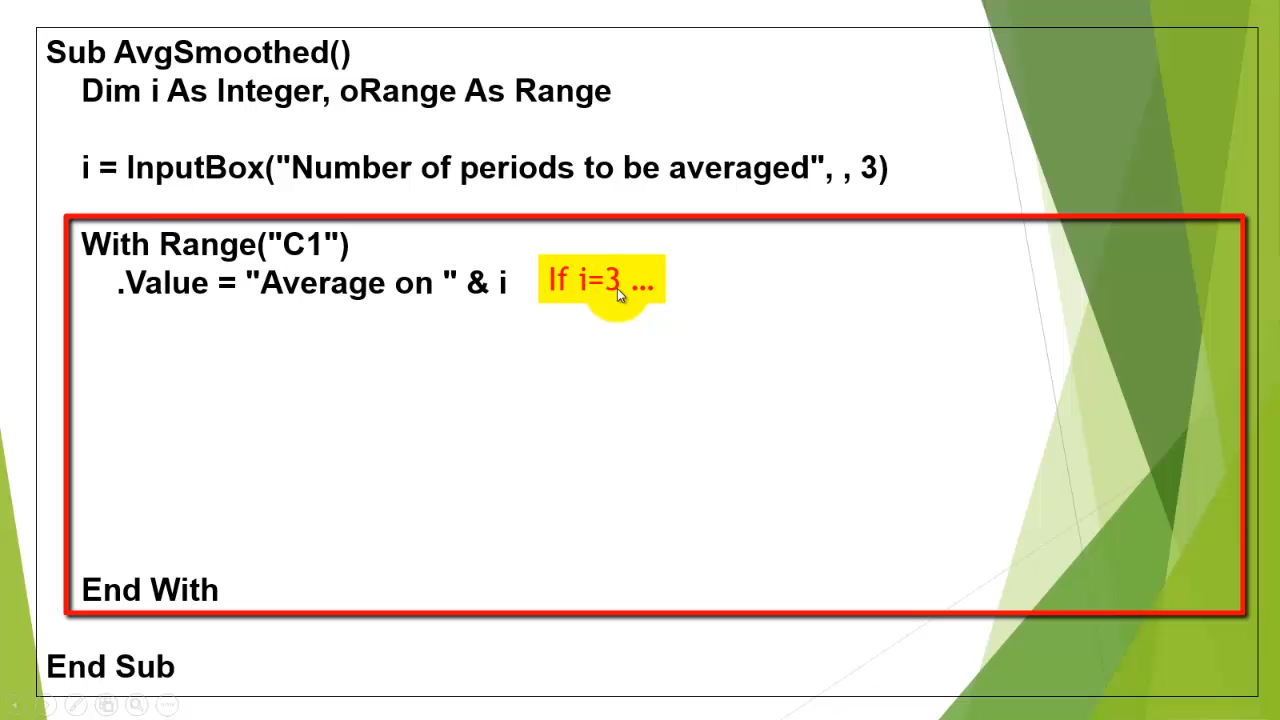 Sub AvgSmoothed()
Dim i As Integer, oRange As Range
i = InputBox("Number of periods to be averaged", , 3)
With Range("C1")
.Value = "Average on " & i If i=3 ...
End With
End Sub